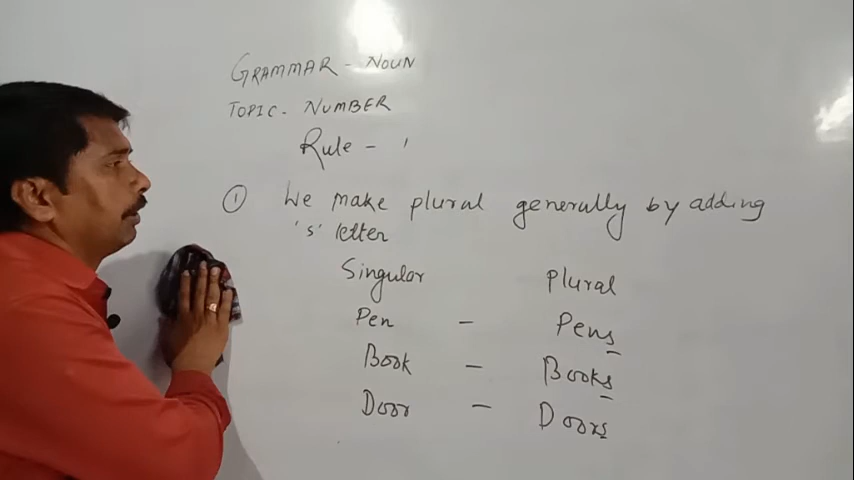 GRAMMAR - NOUN
TOPIC - NUMBER
Rule - '
① We make plural generally by adding
's' letter
Singular Plural
Pen - Pens
Book - Books
Door - Doors